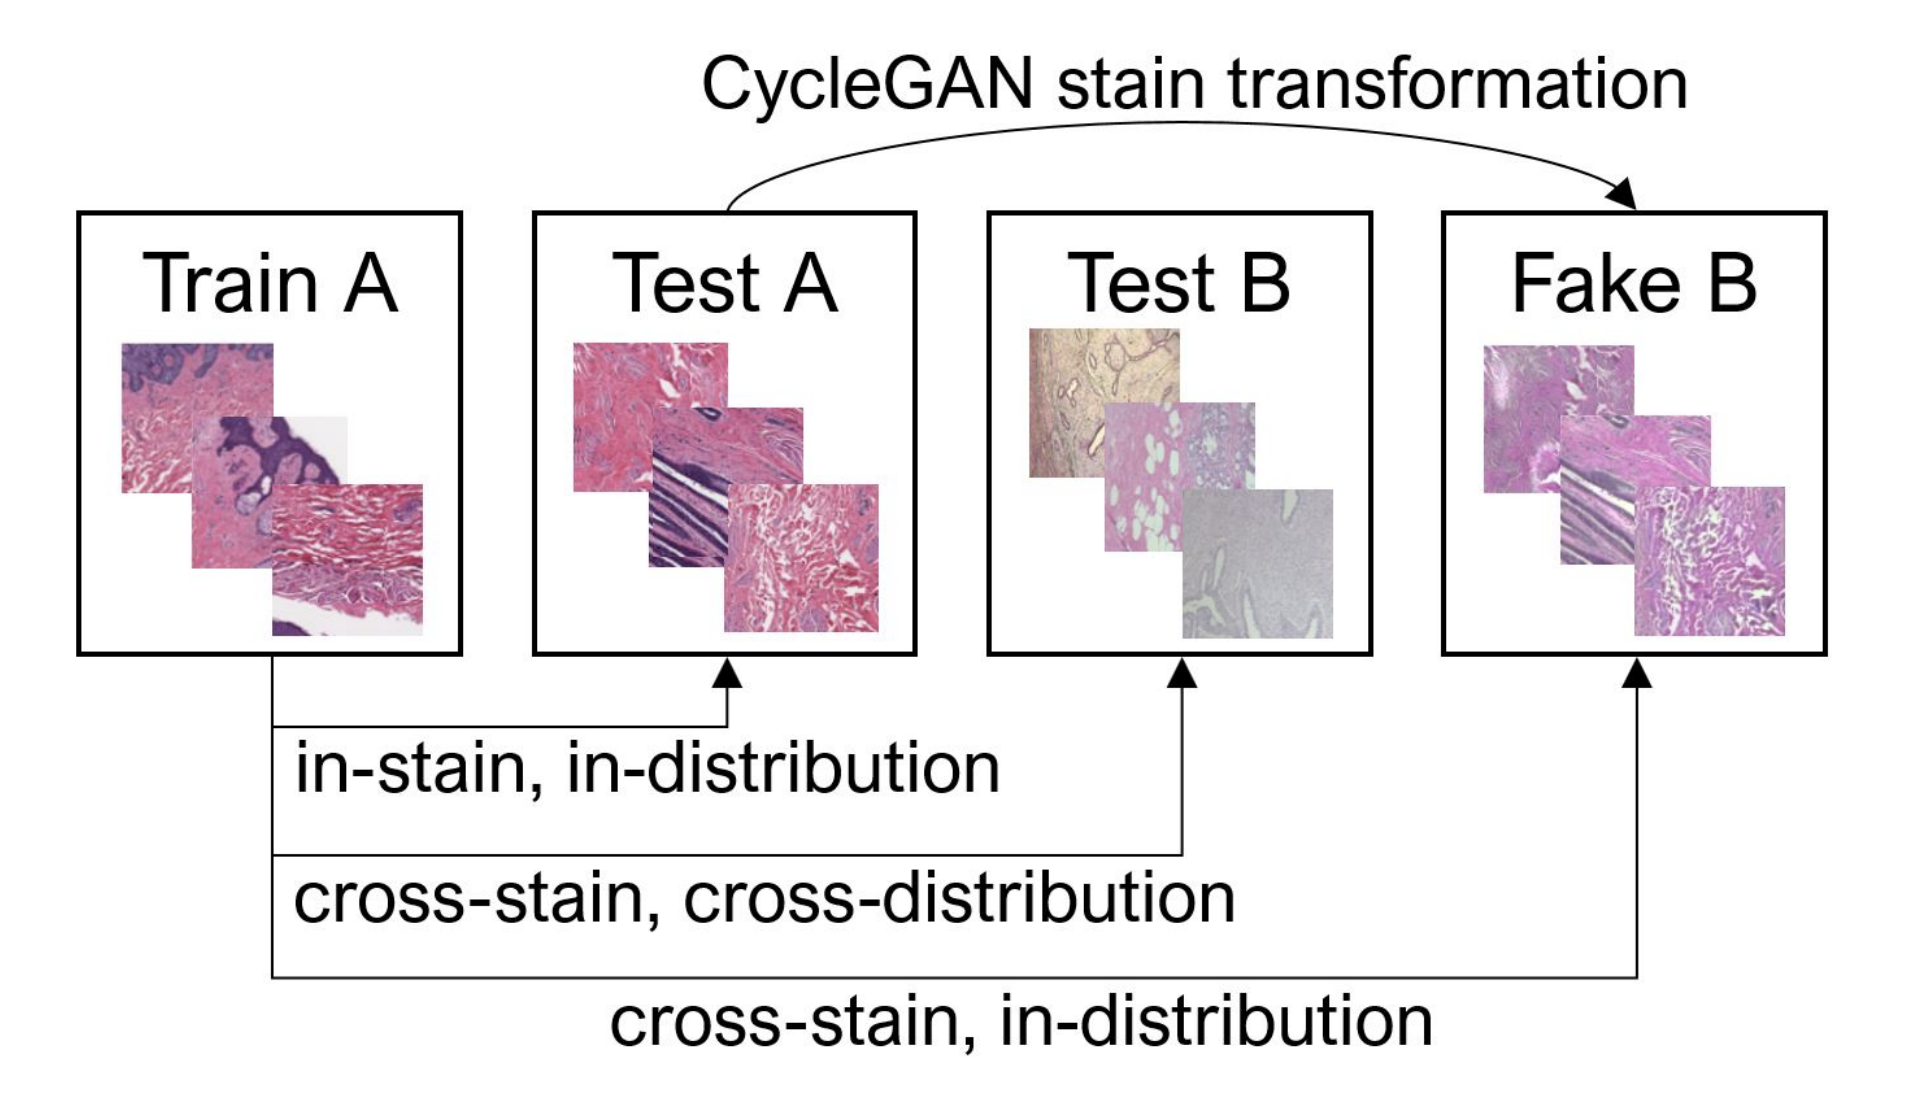 CycleGAN stain transformation
Train A
Test A
Test B
Fake B
in-stain, in-distribution
cross-stain, cross-distribution
cross-stain, in-distribution